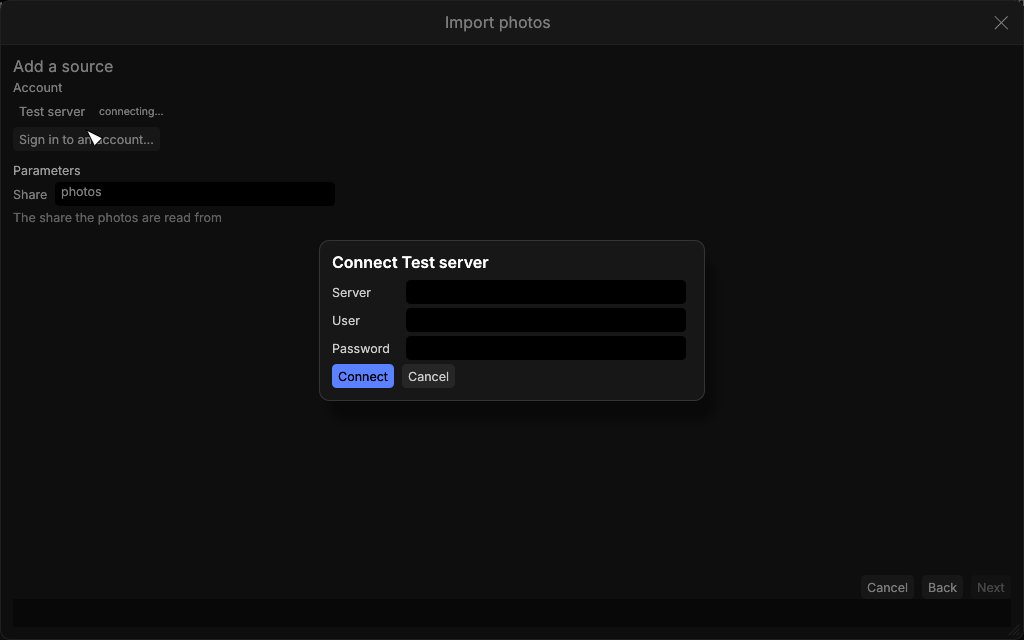 Import photos
Add a source
Account
Test server connecting...
Sign in to an account...
Parameters
Share photos
The share the photos are read from
Connect Test server
Server
User
Password
Connect Cancel
Cancel Back Next